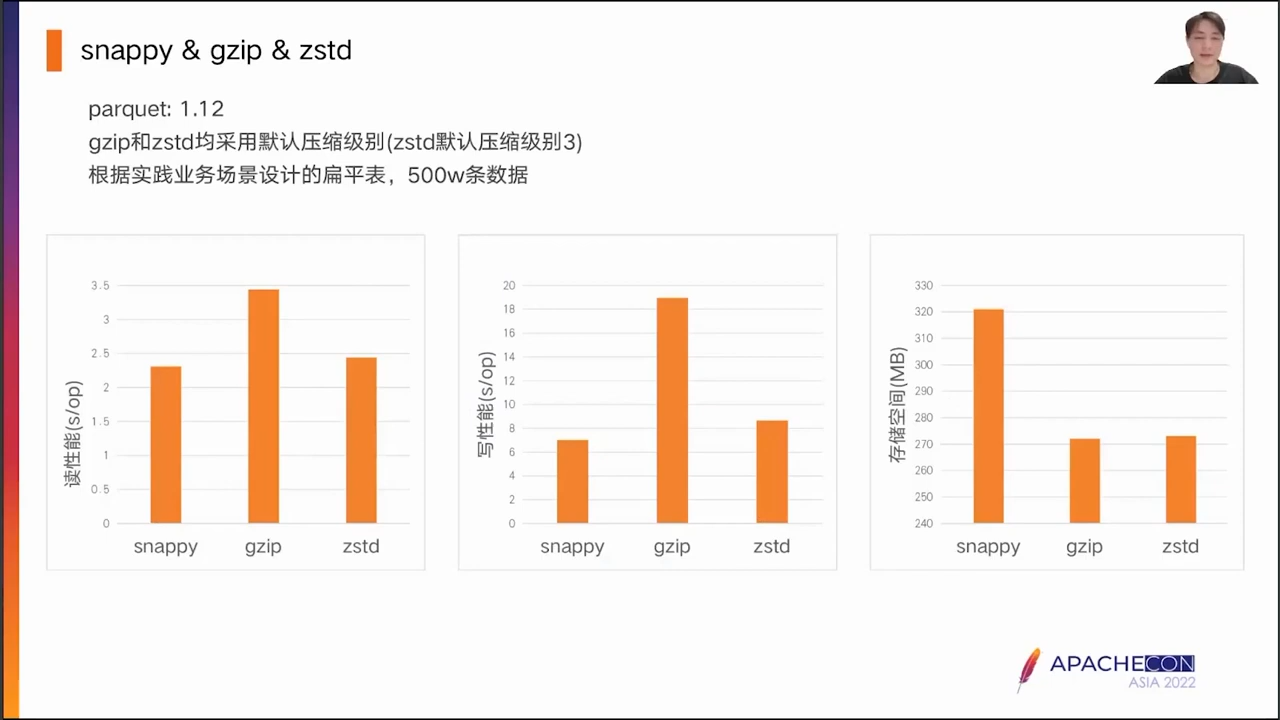 snappy & gzip & zstd
parquet: 1.12
gzip和zstd均采用默认压缩级别(zstd默认压缩级别3)
根据实践业务场景设计的扁平表，500w条数据
读性能(s/op)
3.5
3
2.5
2
1.5
1
0.5
0
snappy gzip zstd
写性能(s/op)
20
18
16
14
12
10
8
6
4
2
0
snappy gzip zstd
存储空间(MB)
330
320
310
300
290
280
270
260
250
240
snappy gzip zstd
APACHECON
ASIA 2022